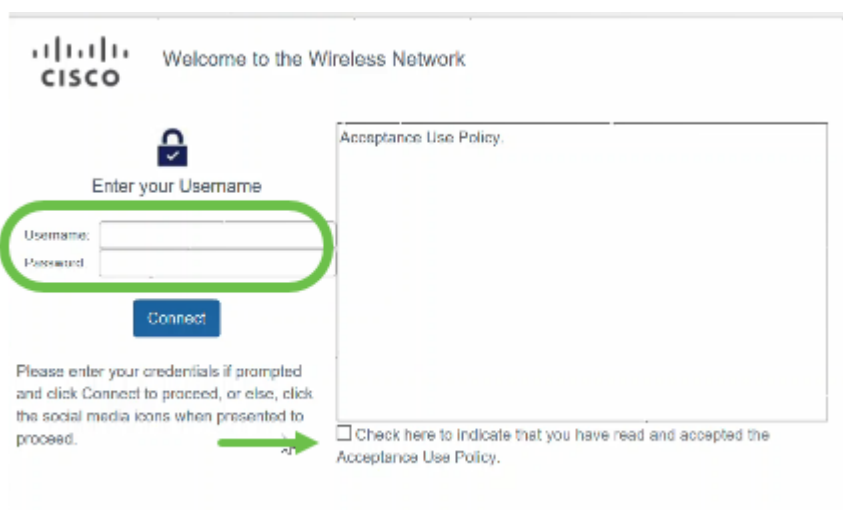 CISCO
Welcome to the Wireless Network
Enter your Username
Username:
Password
Connect
Please enter your credentials if prompted
and click Connect to proceed, or else, click
the social media icons when presented to
proceed.
Acceptance Use Policy.
Check here to indicate that you have read and accepted the
Acceptance Use Policy.